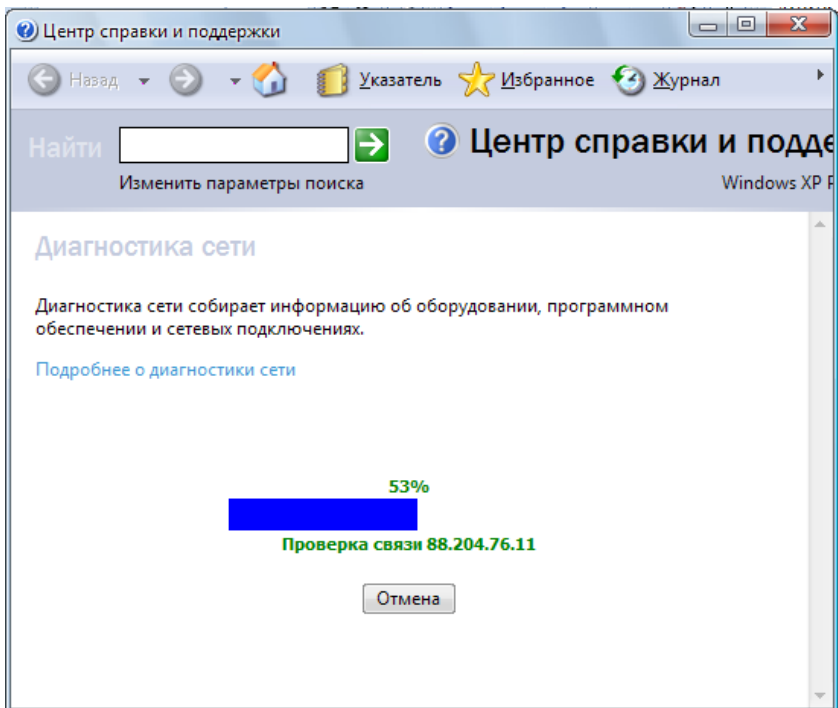 Центр справки и поддержки
Назад Указатель Избранное Журнал
Найти Центр справки и подде
Изменить параметры поиска Windows XP P
Диагностика сети
Диагностика сети собирает информацию об оборудовании, программном
обеспечении и сетевых подключениях.
Подробнее о диагностики сети
53%
Проверка связи 88.204.76.11
Отмена